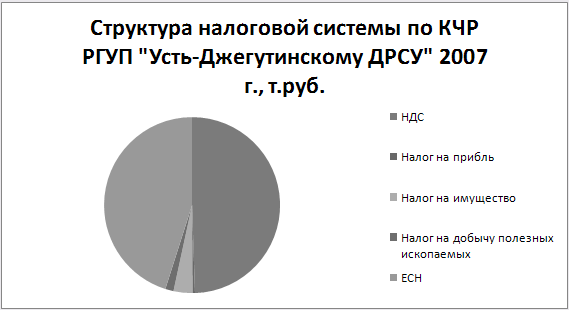 Структура налоговой системы по КЧР
РГУП "Усть-Джегутинскому ДРСУ" 2007
г., т.руб.
НДС
Налог на прибль
Налог на имущество
Налог на добычу полезных
ископаемых
ЕСН